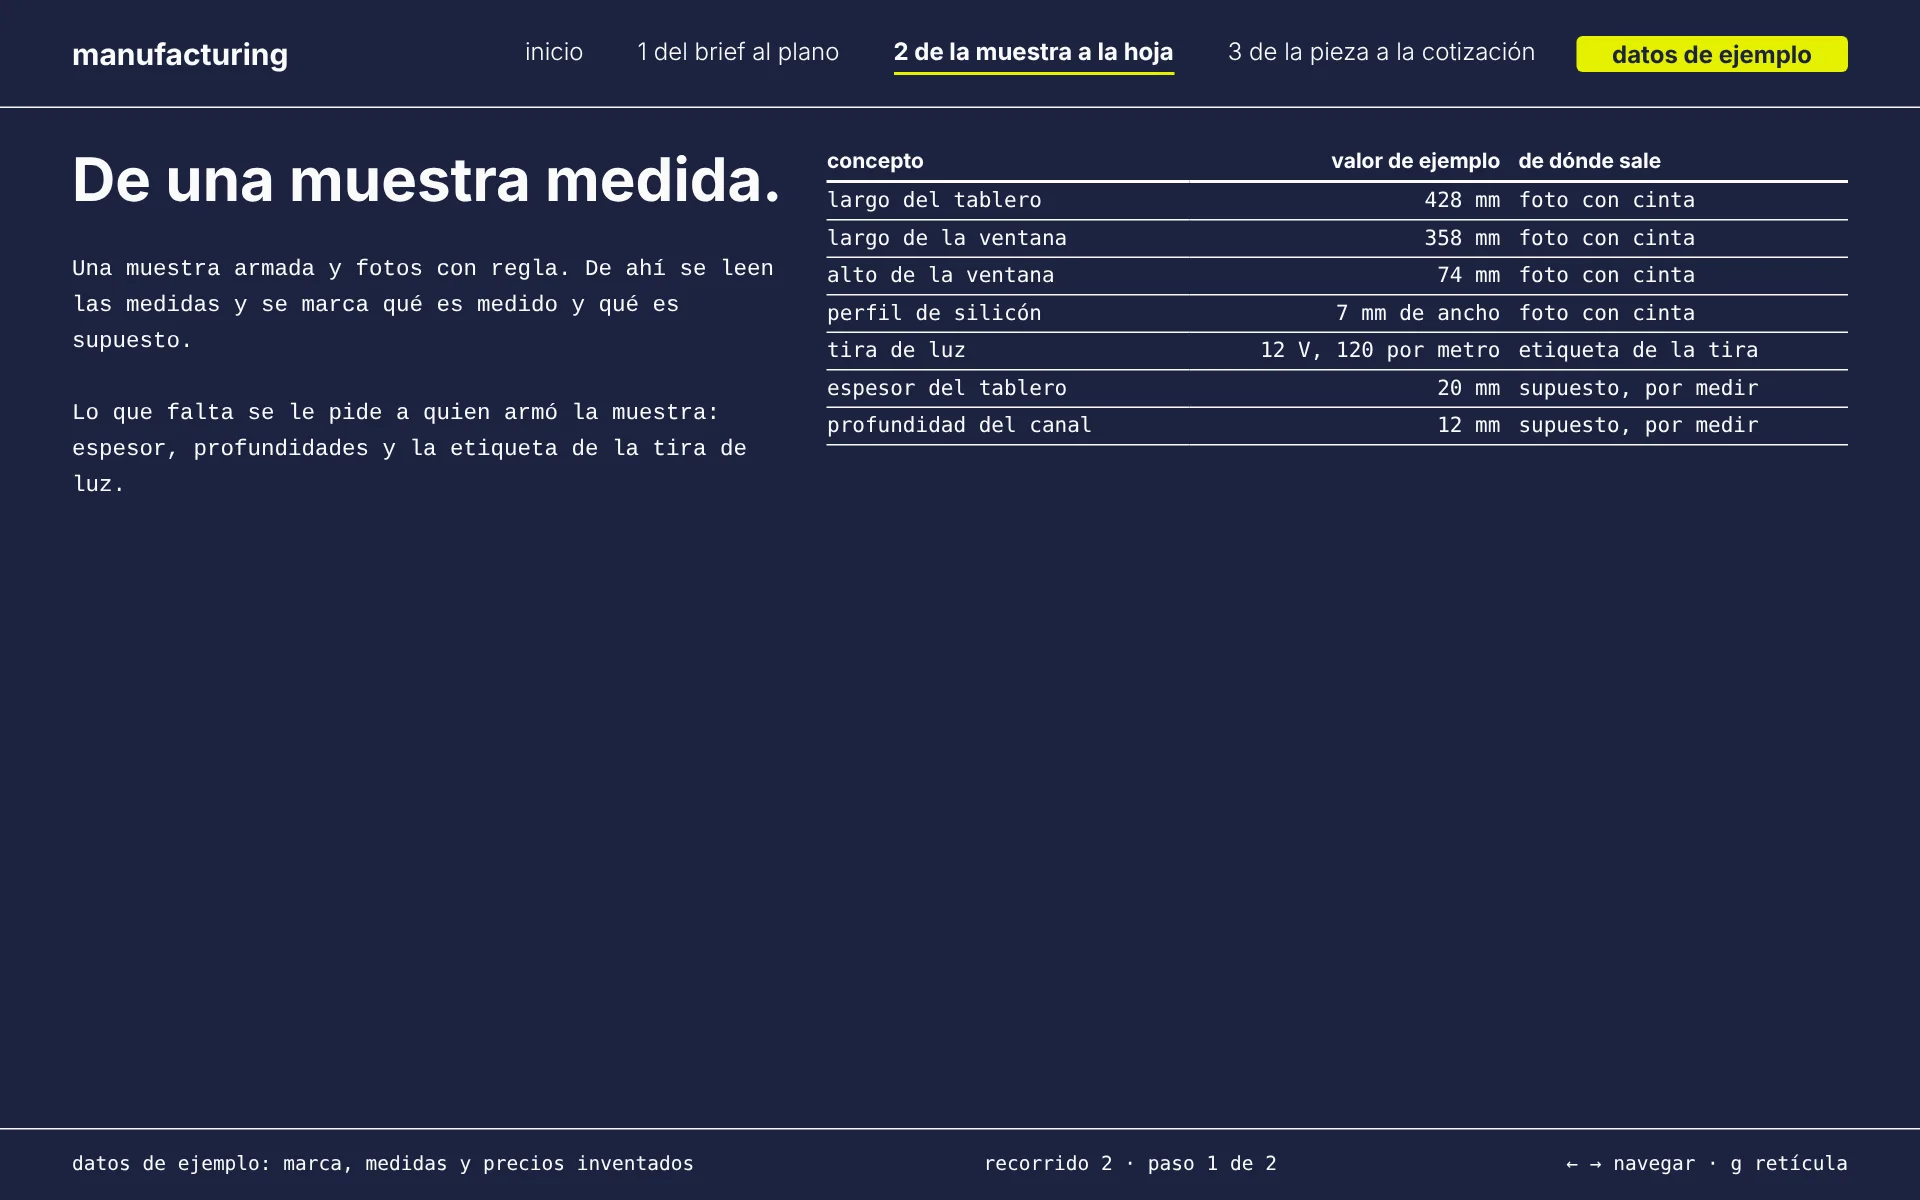 manufacturing
inicio
1 del brief al plano
2 de la muestra a la hoja
3 de la pieza a la cotización
datos de ejemplo
De una muestra medida.
Una muestra armada y fotos con regla. De ahí se leen
las medidas y se marca qué es medido y qué es
supuesto.
Lo que falta se le pide a quien armó la muestra:
espesor, profundidades y la etiqueta de la tira de
luz.
concepto valor de ejemplo de dónde sale
largo del tablero 428 mm foto con cinta
largo de la ventana 358 mm foto con cinta
alto de la ventana 74 mm foto con cinta
perfil de silicón 7 mm de ancho foto con cinta
tira de luz 12 V, 120 por metro etiqueta de la tira
espesor del tablero 20 mm supuesto, por medir
profundidad del canal 12 mm supuesto, por medir
datos de ejemplo: marca, medidas y precios inventados
recorrido 2 · paso 1 de 2
← → navegar · g retícula